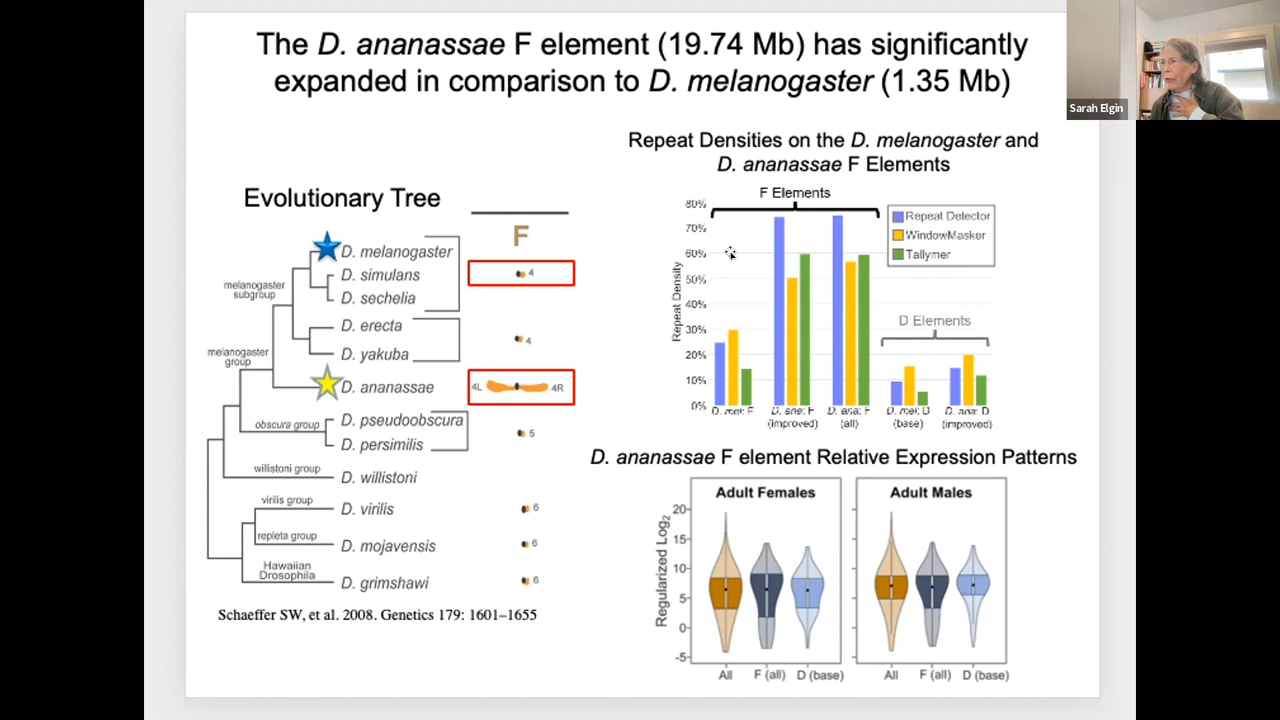 The D. ananassae F element (19.74 Mb) has significantly
expanded in comparison to D. melanogaster (1.35 Mb)
Sarah Elgin
Evolutionary Tree
F
D. melanogaster
D. simulans
4
D. sechelia
melanogaster
subgroup
D. erecta
4
D. yakuba
melanogaster
group
D. ananassae
4L
4R
D. pseudoobscura
obscura group
5
D. persimilis
willistoni group
D. willistoni
virilis group
D. virilis
6
repleta group
D. mojavensis
6
Hawaiian
Drosophila
D. grimshawi
6
Schaeffer SW, et al. 2008. Genetics 179: 1601–1655
Repeat Densities on the D. melanogaster and
D. ananassae F Elements
F Elements
80%
70%
60%
50%
40%
30%
20%
10%
0%
Repeat Density
Repeat Detector
WindowMasker
Tallymer
D Elements
D. mel: F
D. ana: F
(improved)
D. ana: F
(all)
D. mel: D
(base)
D. ana: D
(improved)
D. ananassae F element Relative Expression Patterns
Adult Females
Adult Males
Regularized Log2
20
15
10
5
0
-5
All
F (all)
D (base)
All
F (all)
D (base)